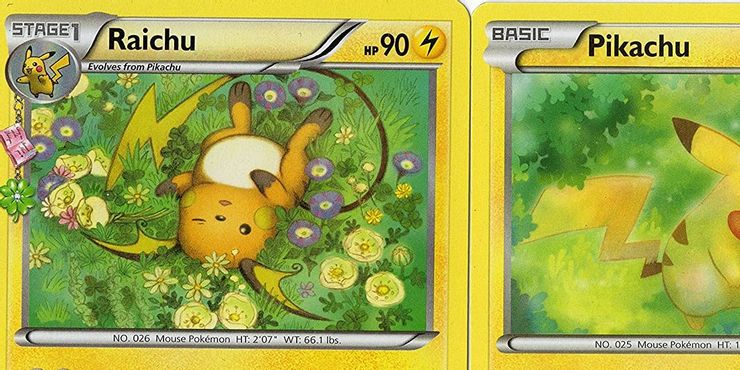 STAGE1
Raichu
HP 90
Evolves from Pikachu
NO. 026 Mouse Pokémon HT: 2'07" WT: 66.1 lbs.
BASIC
Pikachu
NO. 025 Mouse Pokémon HT: 1